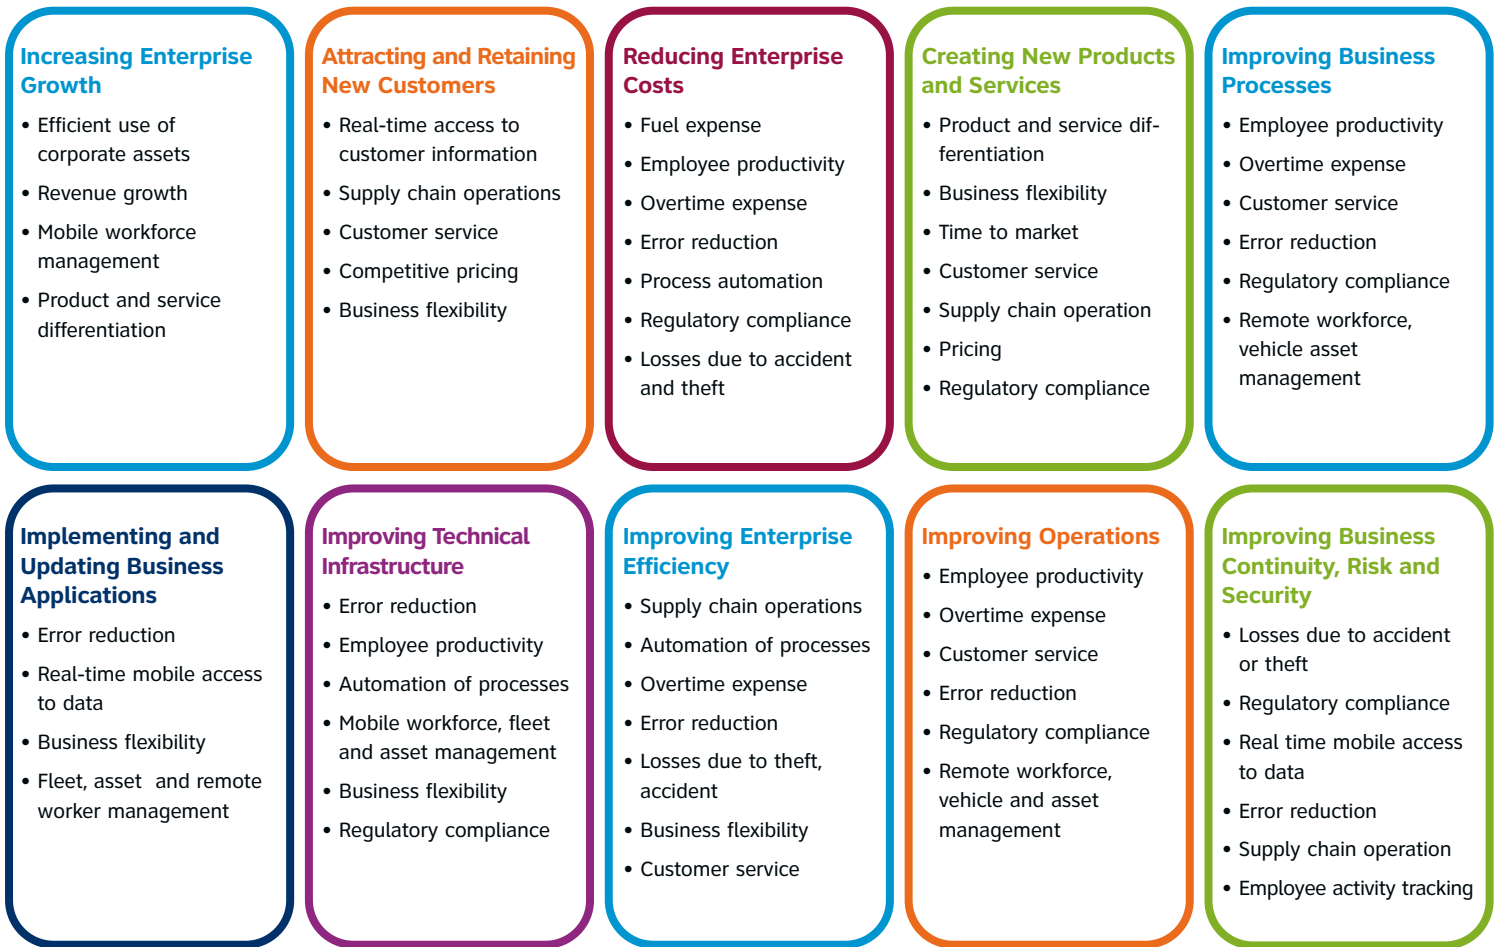 Increasing Enterprise
Growth
• Efficient use of
corporate assets
• Revenue growth
• Mobile workforce
management
• Product and service
differentiation
Attracting and Retaining
New Customers
• Real-time access to
customer information
• Supply chain operations
• Customer service
• Competitive pricing
• Business flexibility
Reducing Enterprise
Costs
• Fuel expense
• Employee productivity
• Overtime expense
• Error reduction
• Process automation
• Regulatory compliance
• Losses due to accident
and theft
Creating New Products
and Services
• Product and service dif-
ferentiation
• Business flexibility
• Time to market
• Customer service
• Supply chain operation
• Pricing
• Regulatory compliance
Improving Business
Processes
• Employee productivity
• Overtime expense
• Customer service
• Error reduction
• Regulatory compliance
• Remote workforce,
vehicle asset
management
Implementing and
Updating Business
Applications
• Error reduction
• Real-time mobile access
to data
• Business flexibility
• Fleet, asset  and remote
worker management
Improving Technical
Infrastructure
• Error reduction
• Employee productivity
• Automation of processes
• Mobile workforce, fleet
and asset management
• Business flexibility
• Regulatory compliance
Improving Enterprise
Efficiency
• Supply chain operations
• Automation of processes
• Overtime expense
• Error reduction
• Losses due to theft,
accident
• Business flexibility
• Customer service
Improving Operations
• Employee productivity
• Overtime expense
• Customer service
• Error reduction
• Regulatory compliance
• Remote workforce,
vehicle and asset
management
Improving Business
Continuity, Risk and
Security
• Losses due to accident
or theft
• Regulatory compliance
• Real time mobile access
to data
• Error reduction
• Supply chain operation
• Employee activity tracking